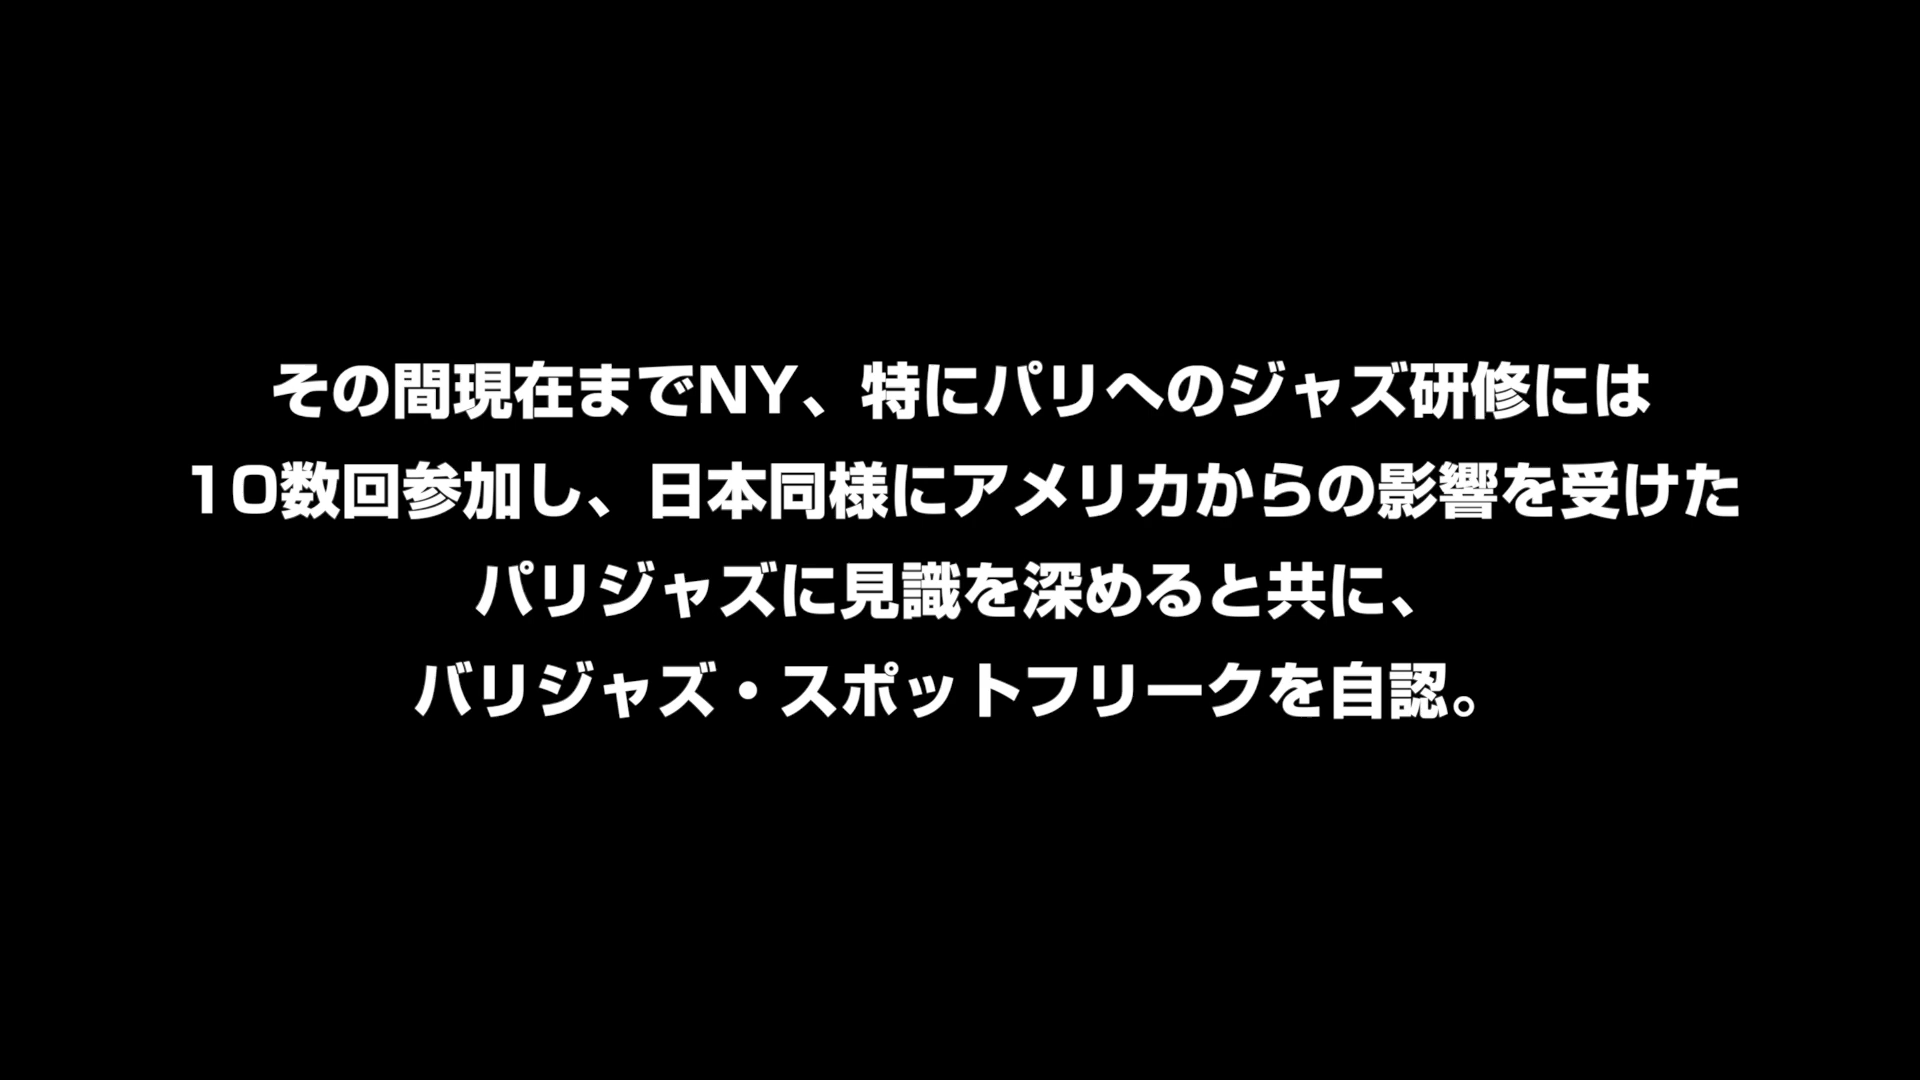 その間現在までNY、特にパリへのジャズ研修には
10数回参加し、日本同様にアメリカからの影響を受けた
パリジャズに見識を深めると共に、
バリジャズ・スポットフリークを自認。